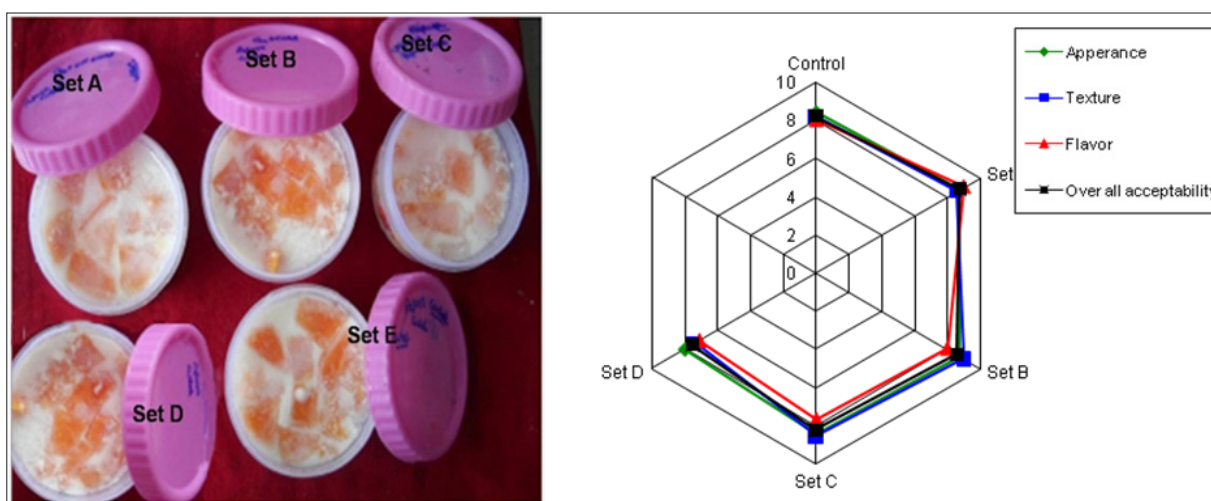 Set A
Set B
Set C
Set D
Set E
Control
10
8
6
4
2
0
Set
Set B
Set C
Set D
Apperance
Texture
Flavor
Over all acceptability